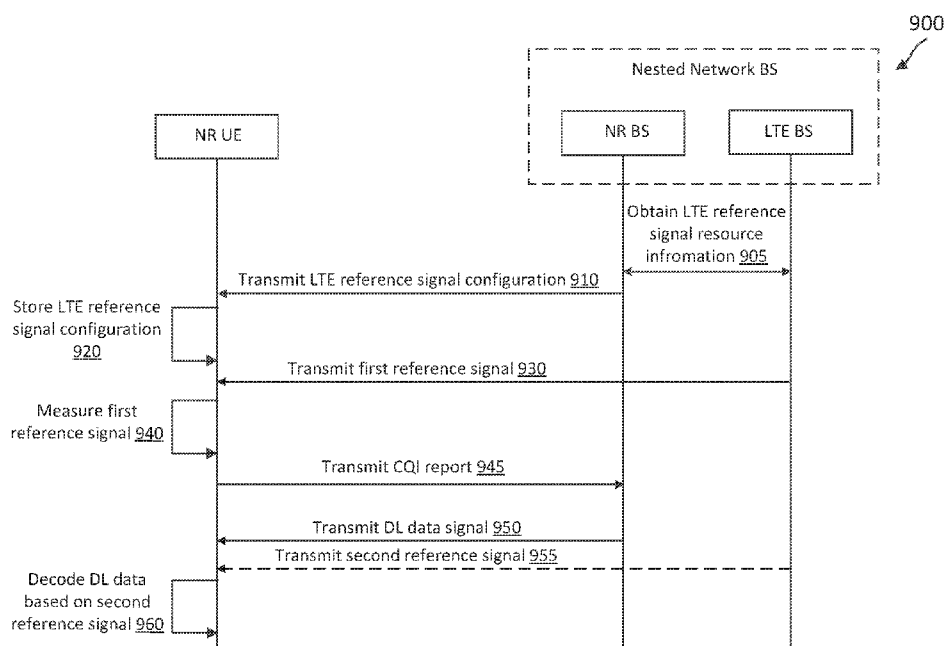 900
Nested Network BS
NR UE
NR BS
LTE BS
Obtain LTE reference
signal resource
infromation 905
Transmit LTE reference signal configuration 910
Store LTE reference
signal configuration
920
Transmit first reference signal 930
Measure first
reference signal 940
Transmit CQI report 945
Transmit DL data signal 950
Transmit second reference signal 955
Decode DL data
based on second
reference signal 960